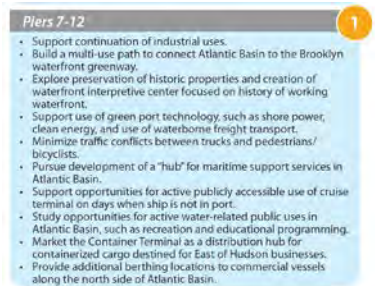 Piers 7-12
1
• Support continuation of industrial uses.
• Build a multi-use path to connect Atlantic Basin to the Brooklyn
waterfront greenway.
• Explore preservation of historic properties and creation of
waterfront interpretive center focused on history of working
waterfront.
• Support use of green port technology, such as shore power,
clean energy, and use of waterborne freight transport.
• Minimize traffic conflicts between trucks and pedestrians/
bicyclists.
• Pursue development of a "hub" for maritime support services in
Atlantic Basin.
• Support opportunities for active publicly accessible use of cruise
terminal on days when ship is not in port.
• Study opportunities for active water-related public uses in
Atlantic Basin, such as recreation and educational programming.
• Market the Container Terminal as a distribution hub for
containerized cargo destined for East of Hudson businesses.
• Provide additional berthing locations to commercial vessels
along the north side of Atlantic Basin.